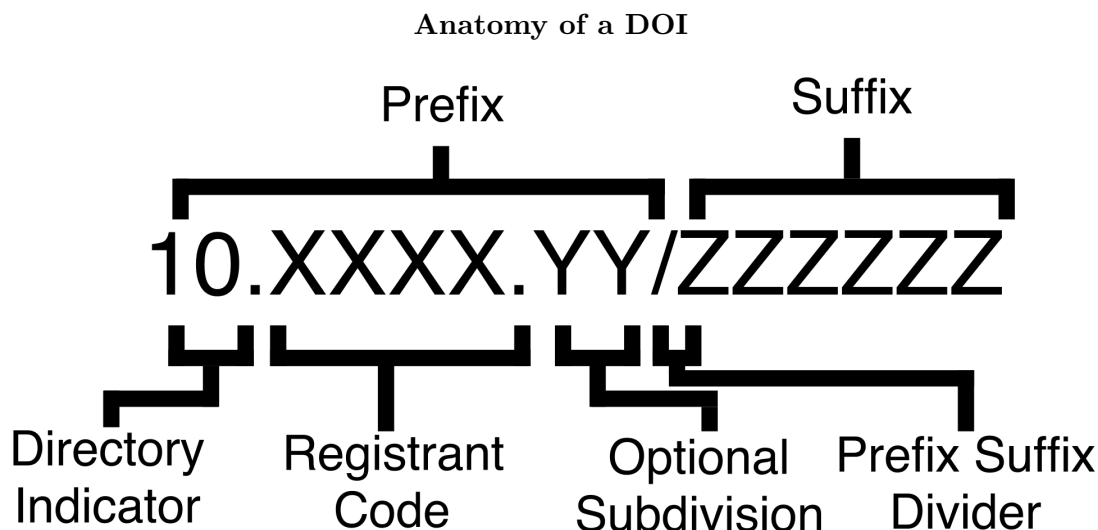 Anatomy of a DOI
Prefix
Suffix
10.XXXX.YY/ZZZZZZ
Directory
Indicator
Registrant
Code
Optional
Subdivision
Prefix Suffix
Divider